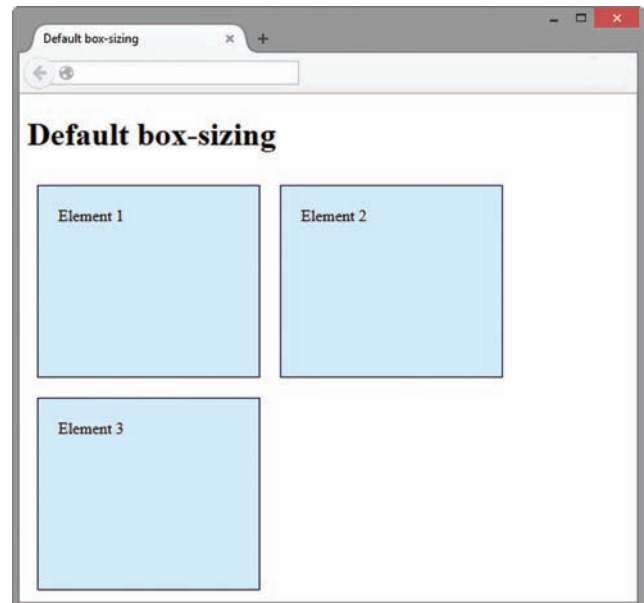 Default box-sizing
Default box-sizing
Element 1
Element 2
Element 3